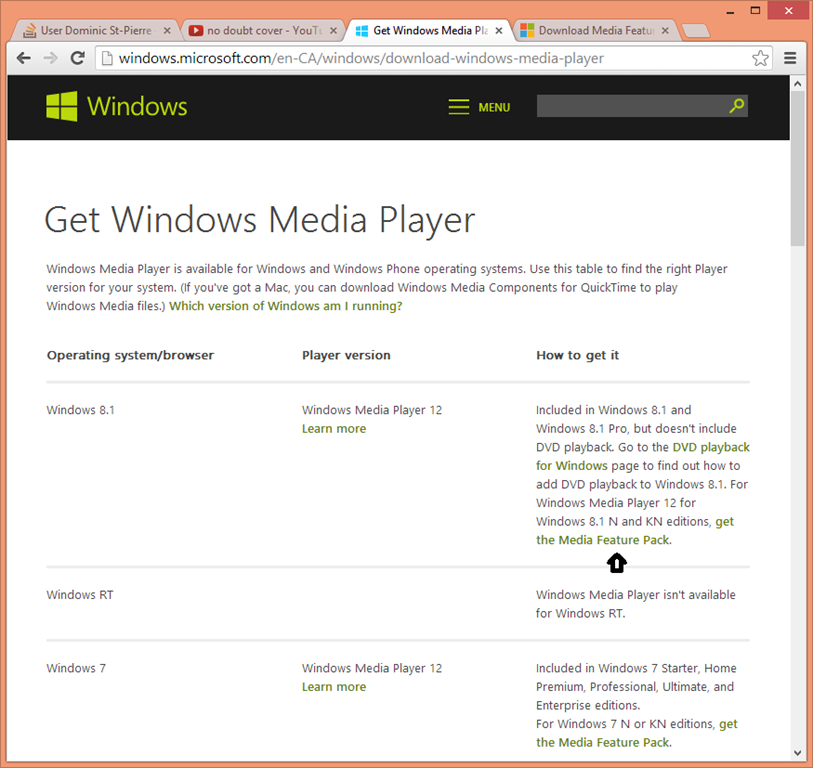 User Dominic St-Pierre
no doubt cover - YouTu
Get Windows Media Pla
Download Media Featur
windows.microsoft.com/en-CA/windows/download-windows-media-player
Windows
MENU
Get Windows Media Player
Windows Media Player is available for Windows and Windows Phone operating systems. Use this table to find the right Player
version for your system. (If you've got a Mac, you can download Windows Media Components for QuickTime to play
Windows Media files.) Which version of Windows am I running?
Operating system/browser
Player version
How to get it
Windows 8.1
Windows Media Player 12
Learn more
Included in Windows 8.1 and
Windows 8.1 Pro, but doesn't include
DVD playback. Go to the DVD playback
for Windows page to find out how to
add DVD playback to Windows 8.1. For
Windows Media Player 12 for
Windows 8.1 N and KN editions, get
the Media Feature Pack.
Windows RT
Windows Media Player isn't available
for Windows RT.
Windows 7
Windows Media Player 12
Learn more
Included in Windows 7 Starter, Home
Premium, Professional, Ultimate, and
Enterprise editions.
For Windows 7 N or KN editions, get
the Media Feature Pack.